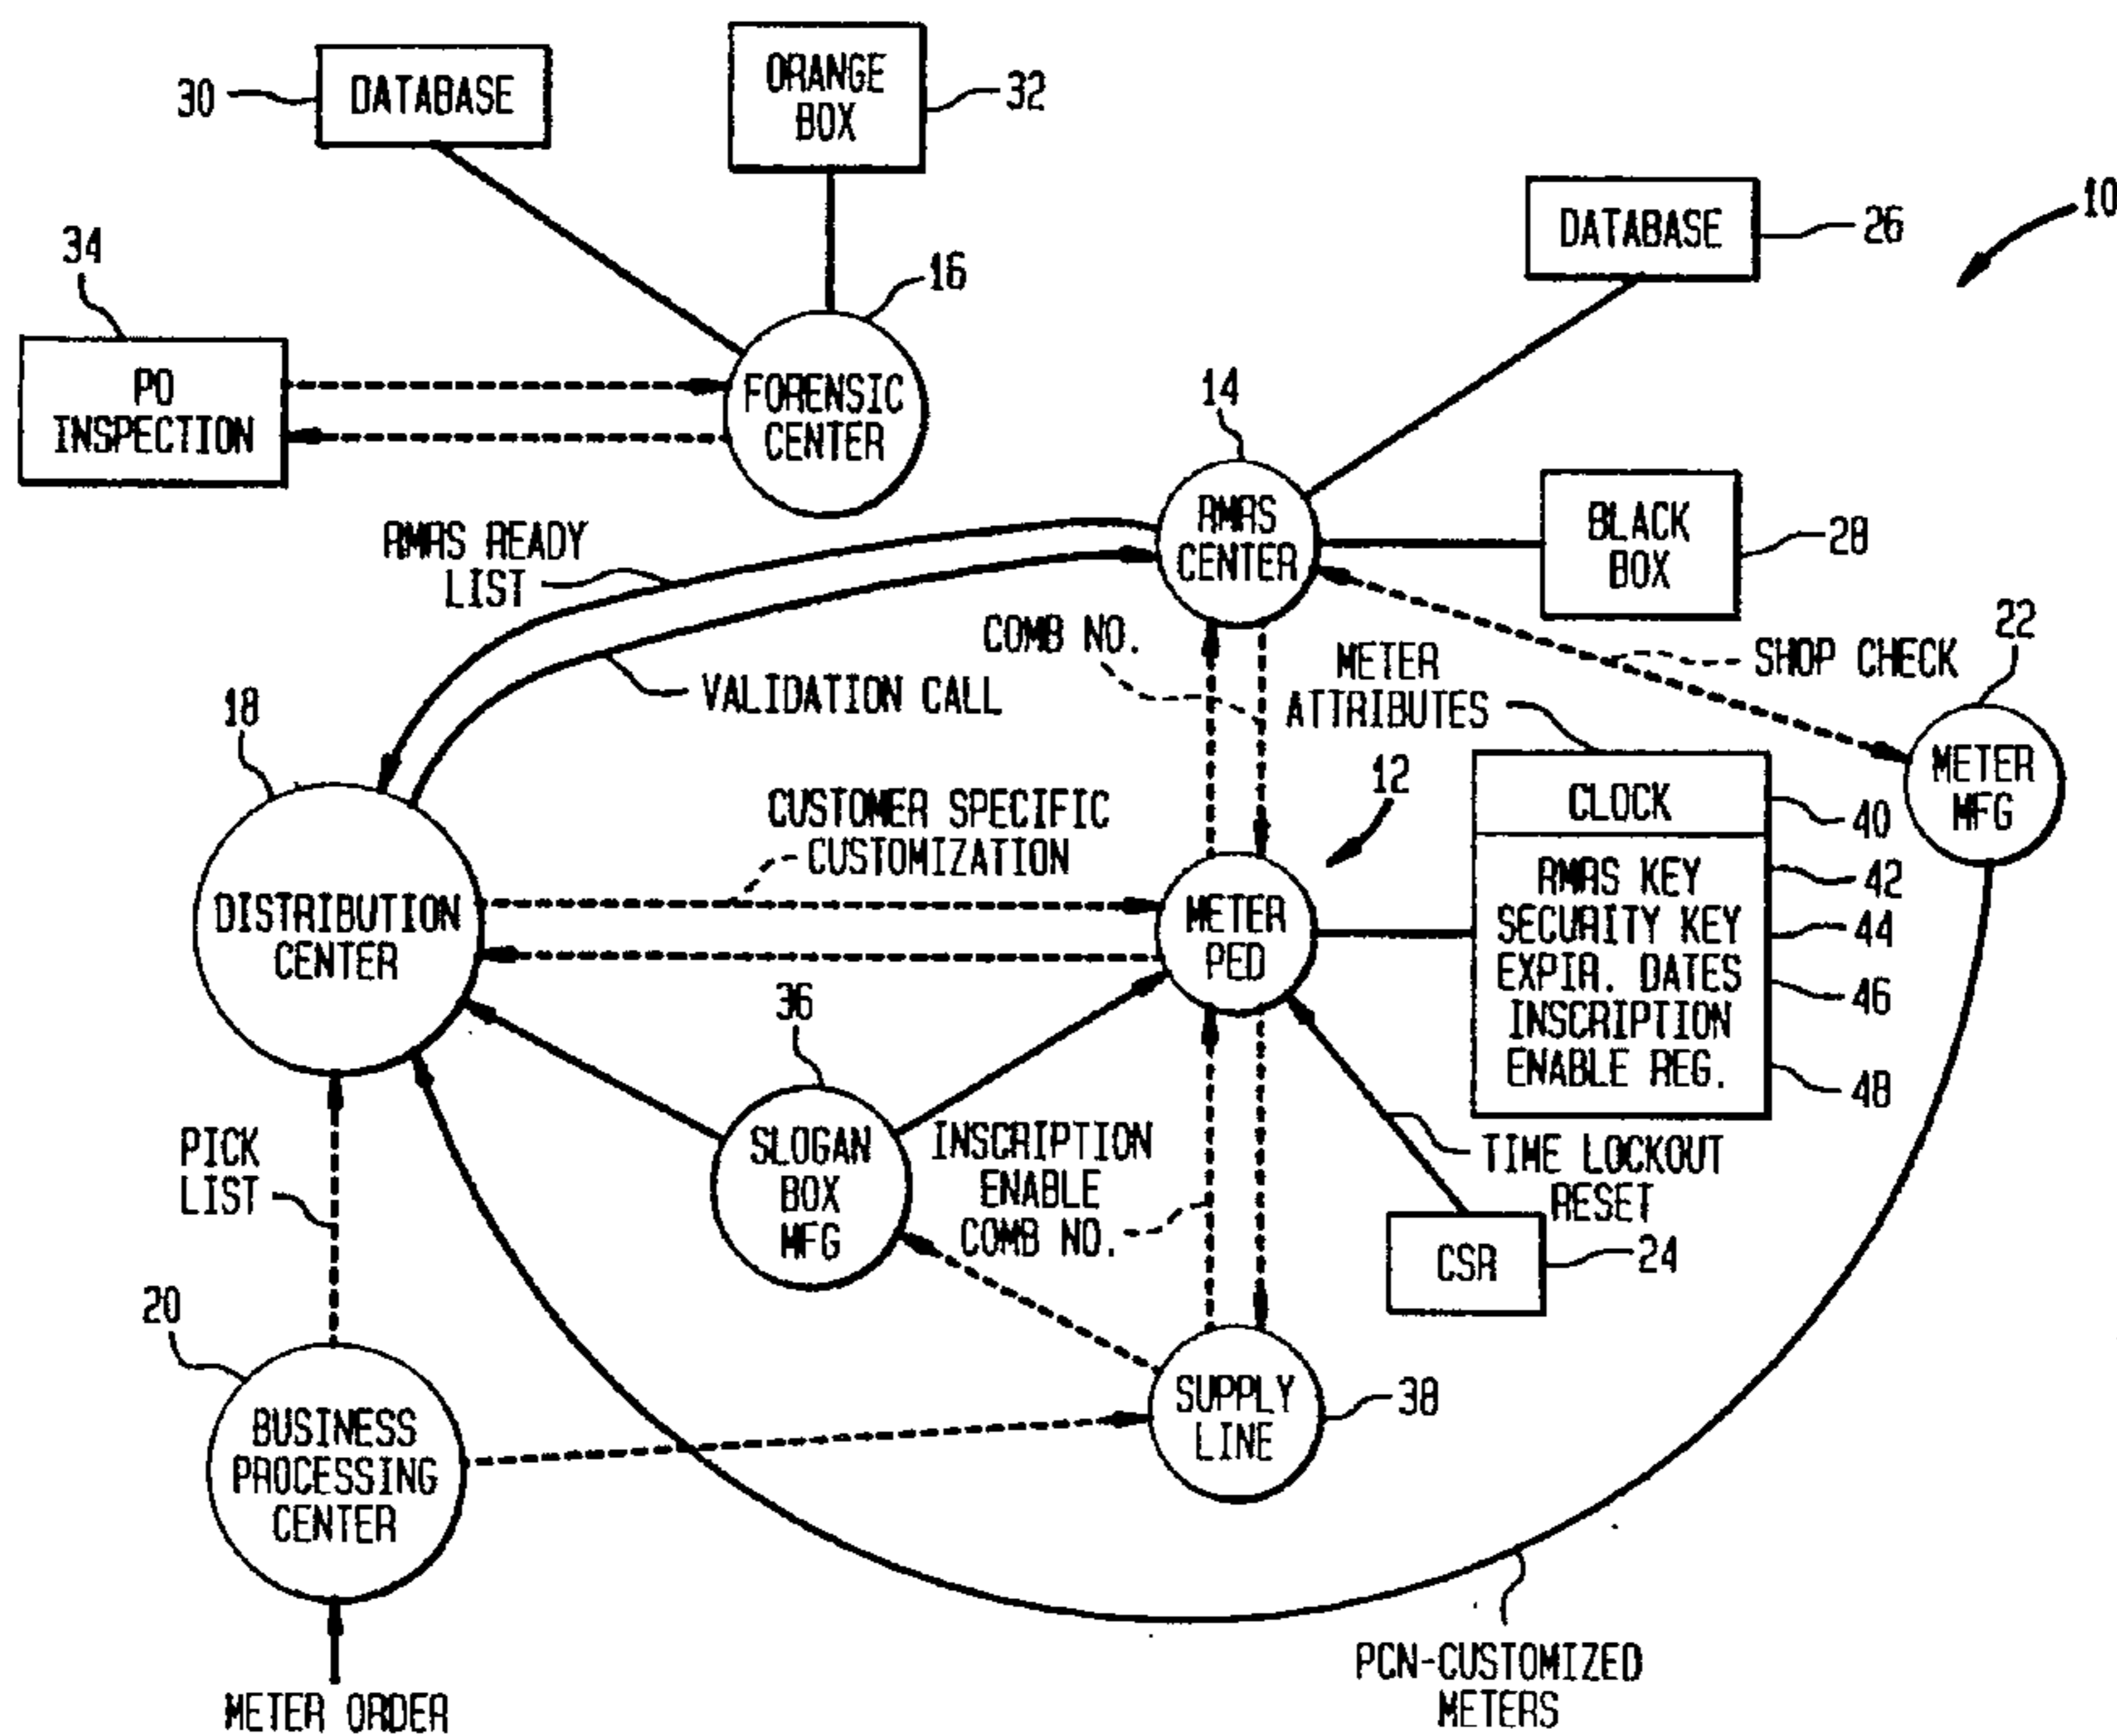 DATABASE
30
ORANGE
BOX
32
DATABASE
26
10
34
PO
INSPECTION
FORENSIC
CENTER
16
14
RMRS
CENTER
BLACK
BOX
28
RMRS READY
LIST
VALIDATION CALL
COMB NO.
METER
ATTRIBUTES
SHOP CHECK
22
METER
MFG
18
DISTRIBUTION
CENTER
CUSTOMER SPECIFIC
CUSTOMIZATION
12
METER
PED
CLOCK
40
RMRS KEY
42
SECURITY KEY
44
EXPIR. DATES
46
INSCRIPTION
ENABLE REG.
48
36
SLOGAN
BOX
MFG
INSCRIPTION
ENABLE
COMB NO.
TIME LOCKOUT
RESET
CSR
24
PICK
LIST
20
BUSINESS
PROCESSING
CENTER
SUPPLY
LINE
38
METER ORDER
PCN-CUSTOMIZED
METERS